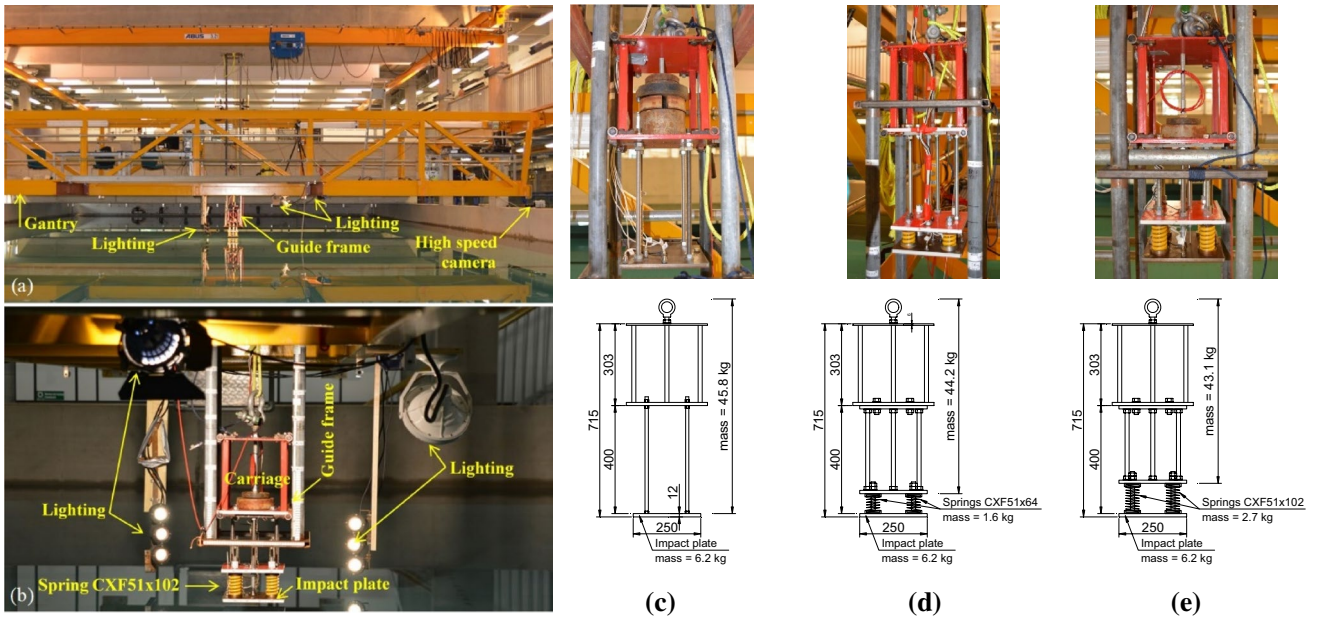 ABUS
Gantry
Lighting
Lighting
Guide frame
High speed
camera
(a)
Lighting
Carriage
Guide frame
Lighting
Spring CXF51x102
Impact plate
(b)
303
715
400
12
250
mass = 45.8 kg
Impact plate
mass = 6.2 kg
(c)
303
715
400
250
mass = 44.2 kg
Springs CXF51x64
mass = 1.6 kg
Impact plate
mass = 6.2 kg
(d)
303
715
400
250
mass = 43.1 kg
Springs CXF51x102
mass = 2.7 kg
Impact plate
mass = 6.2 kg
(e)